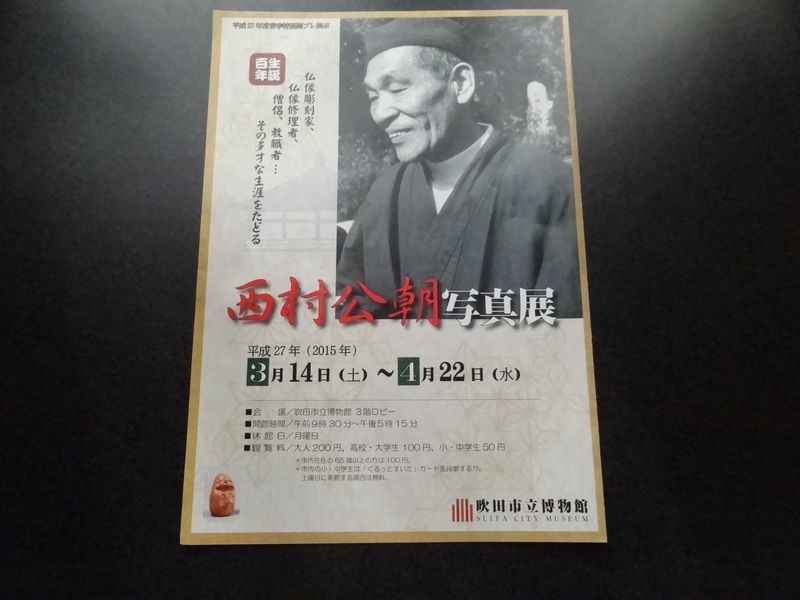 平成27年度春季特別展プレ展示
生誕
百年
仏像彫刻家、
仏像修理者、
僧侶、教職者…
その多才な生涯をたどる
西村公朝写真展
平成27年(2015年)
3月14日(土)~4月22日(水)
■会 場/吹田市立博物館 3階ロビー
■開館時間/午前9時30分~午後5時15分
■休館日/月曜日
■観覧料/大人200円、高校・大学生100円、小・中学生50円
*市内在住の65歳以上の方は100円。
*市内の小・中学生は「ぐるっとすいた」カードを持参するか、
土曜日に来館する場合は無料。
吹田市立博物館
SUITA CITY MUSEUM